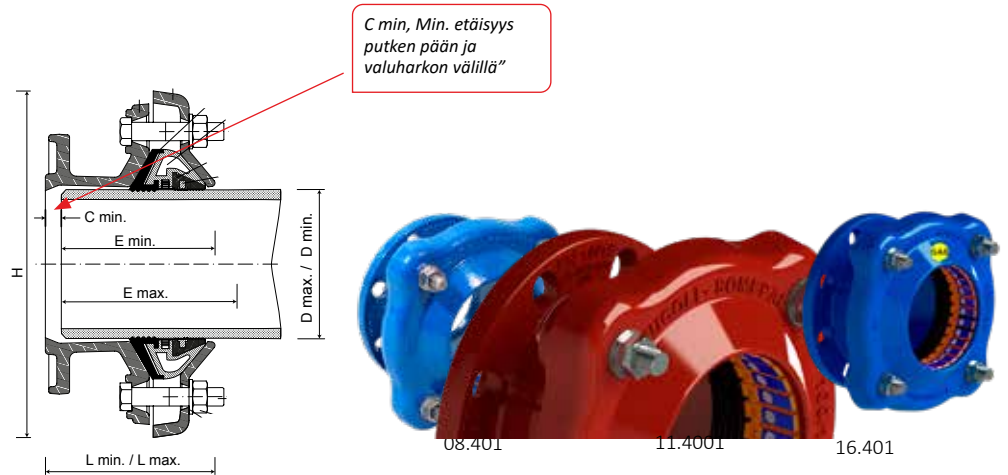 C min, Min. etäisyys
putken pään ja
valuharkon välillä”
H
C min.
E min.
E max.
D max. / D min.
L min. / L max.
08.401
11.4001
16.401